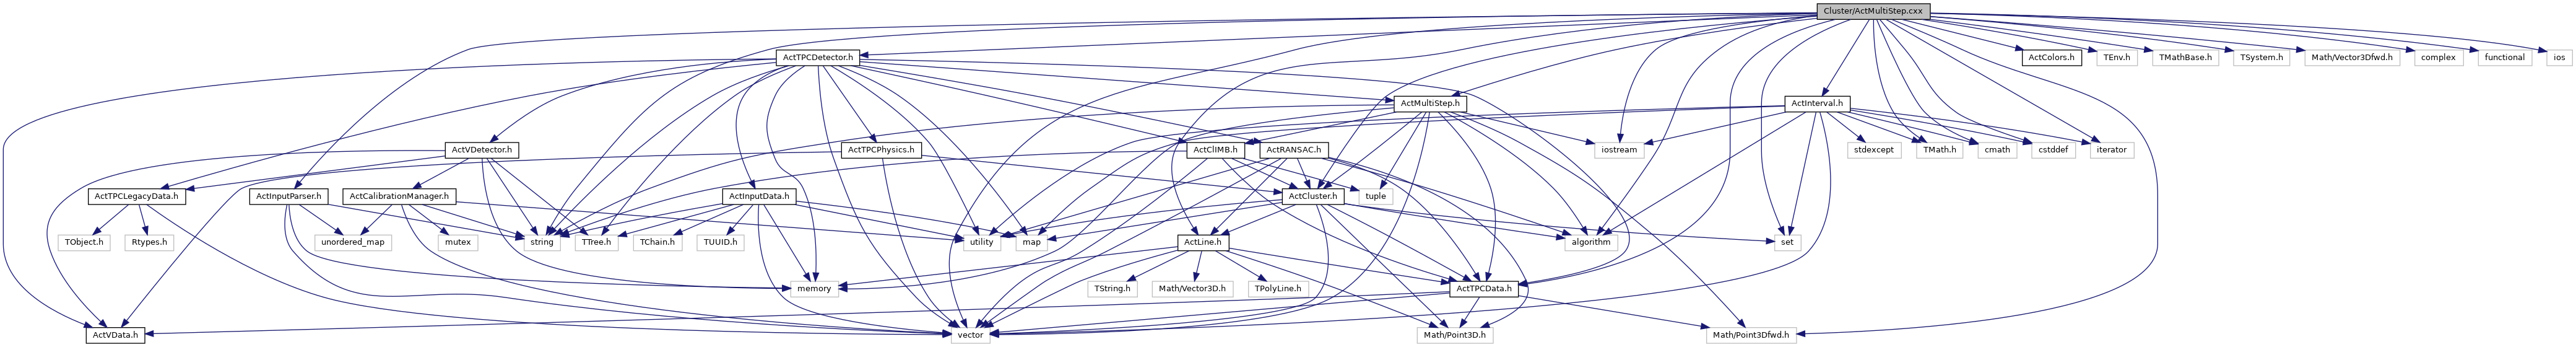 Cluster/ActMultiStep.cxx
ActTPCDetector.h
ActColors.h
TEnv.h
TMathBase.h
TSystem.h
Math/Vector3Dfwd.h
complex
functional
ios
ActMultiStep.h
ActInterval.h
ActVDetector.h
ActTPCPhysics.h
ActClIMB.h
ActRANSAC.h
iostream
stdexcept
TMath.h
cmath
cstddef
iterator
ActTPCLegacyData.h
ActInputParser.h
ActCalibrationManager.h
ActInputData.h
ActCluster.h
tuple
TObject.h
Rtypes.h
unordered_map
mutex
string
TTree.h
TChain.h
TUUID.h
utility
map
ActLine.h
algorithm
set
memory
TString.h
Math/Vector3D.h
TPolyLine.h
ActTPCData.h
ActVData.h
vector
Math/Point3D.h
Math/Point3Dfwd.h